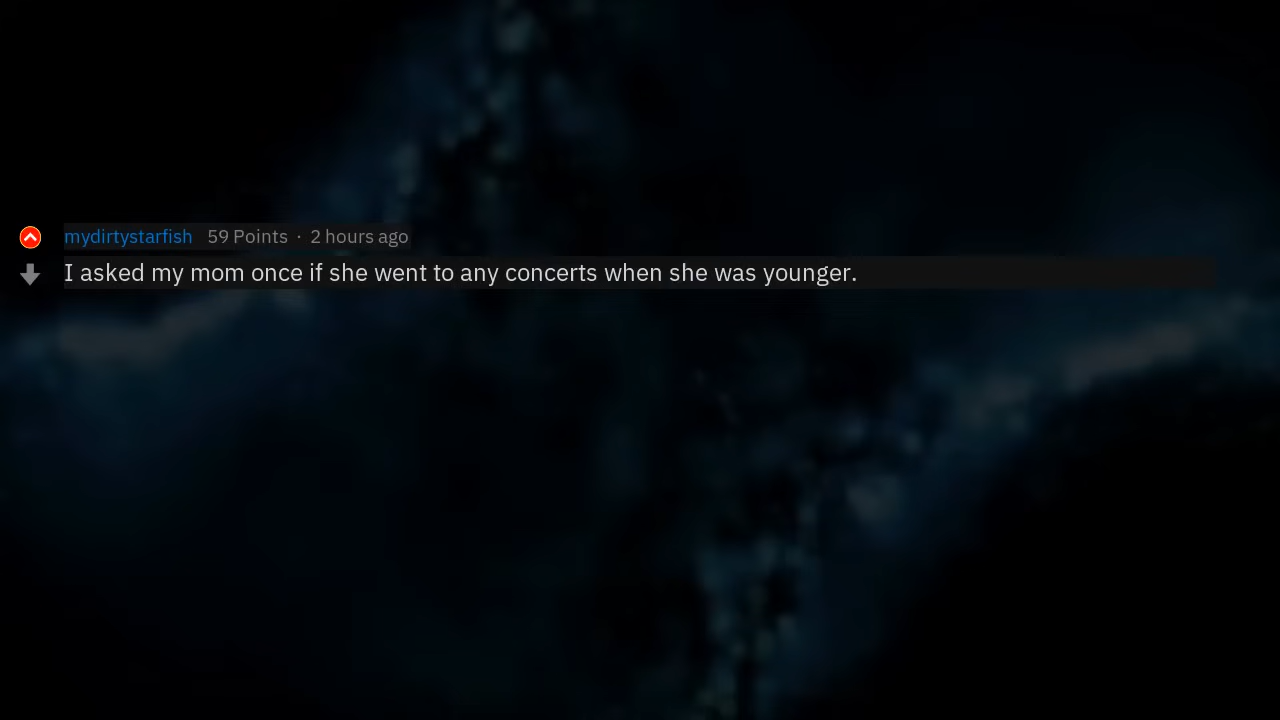 mydirtystarfish 59 Points · 2 hours ago
I asked my mom once if she went to any concerts when she was younger.